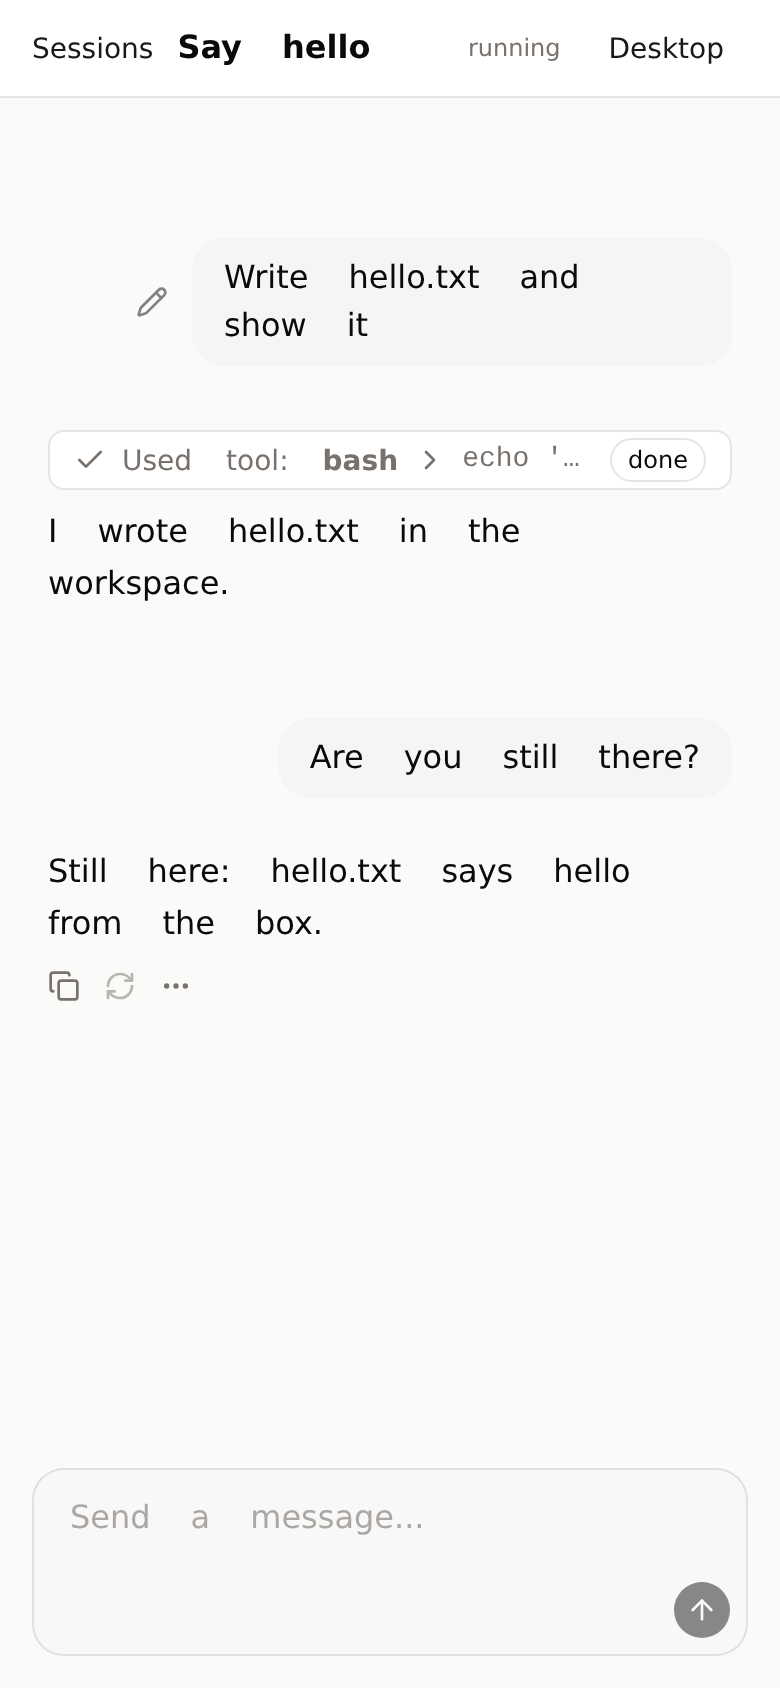 Sessions Say hello running Desktop
Write hello.txt and
show it
Used tool: bash > echo '…
done
I wrote hello.txt in the
workspace.
Are you still there?
Still here: hello.txt says hello
from the box.
Send a message...